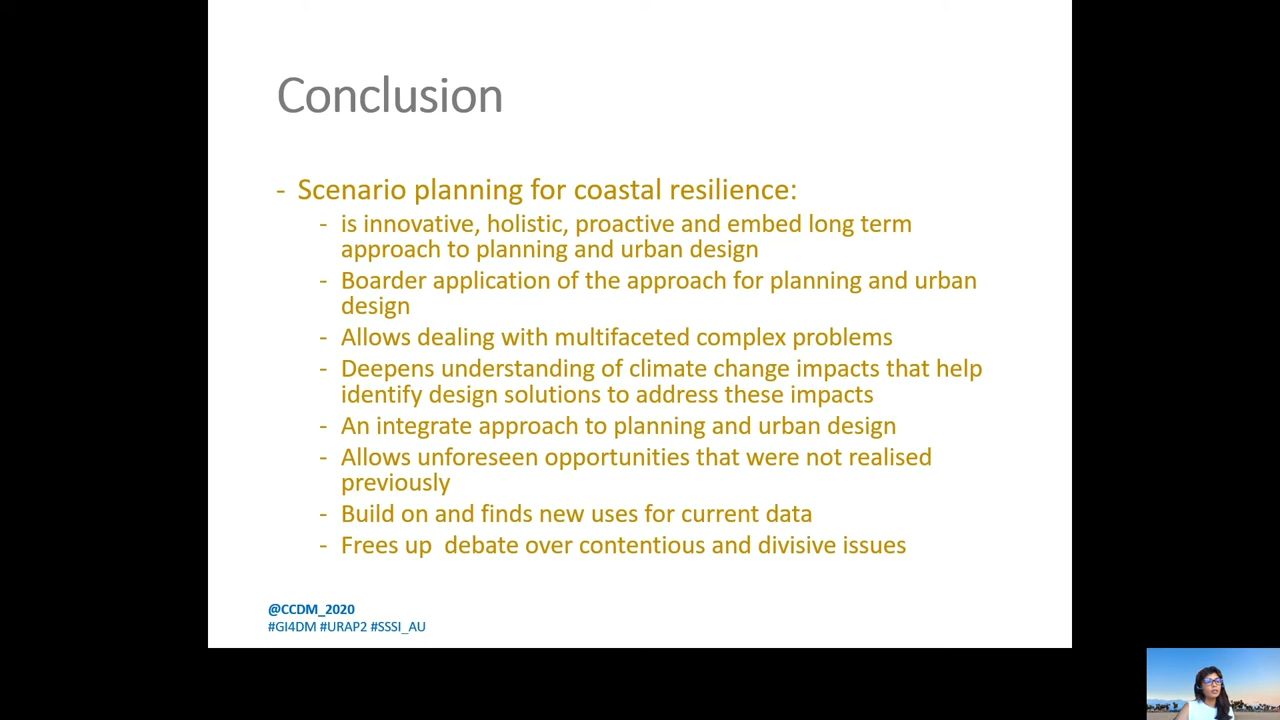 Conclusion
- Scenario planning for coastal resilience:
- is innovative, holistic, proactive and embed long term
approach to planning and urban design
- Boarder application of the approach for planning and urban
design
- Allows dealing with multifaceted complex problems
- Deepens understanding of climate change impacts that help
identify design solutions to address these impacts
- An integrate approach to planning and urban design
- Allows unforeseen opportunities that were not realised
previously
- Build on and finds new uses for current data
- Frees up  debate over contentious and divisive issues
@CCDM_2020
#GI4DM #URAP2 #SSSI_AU